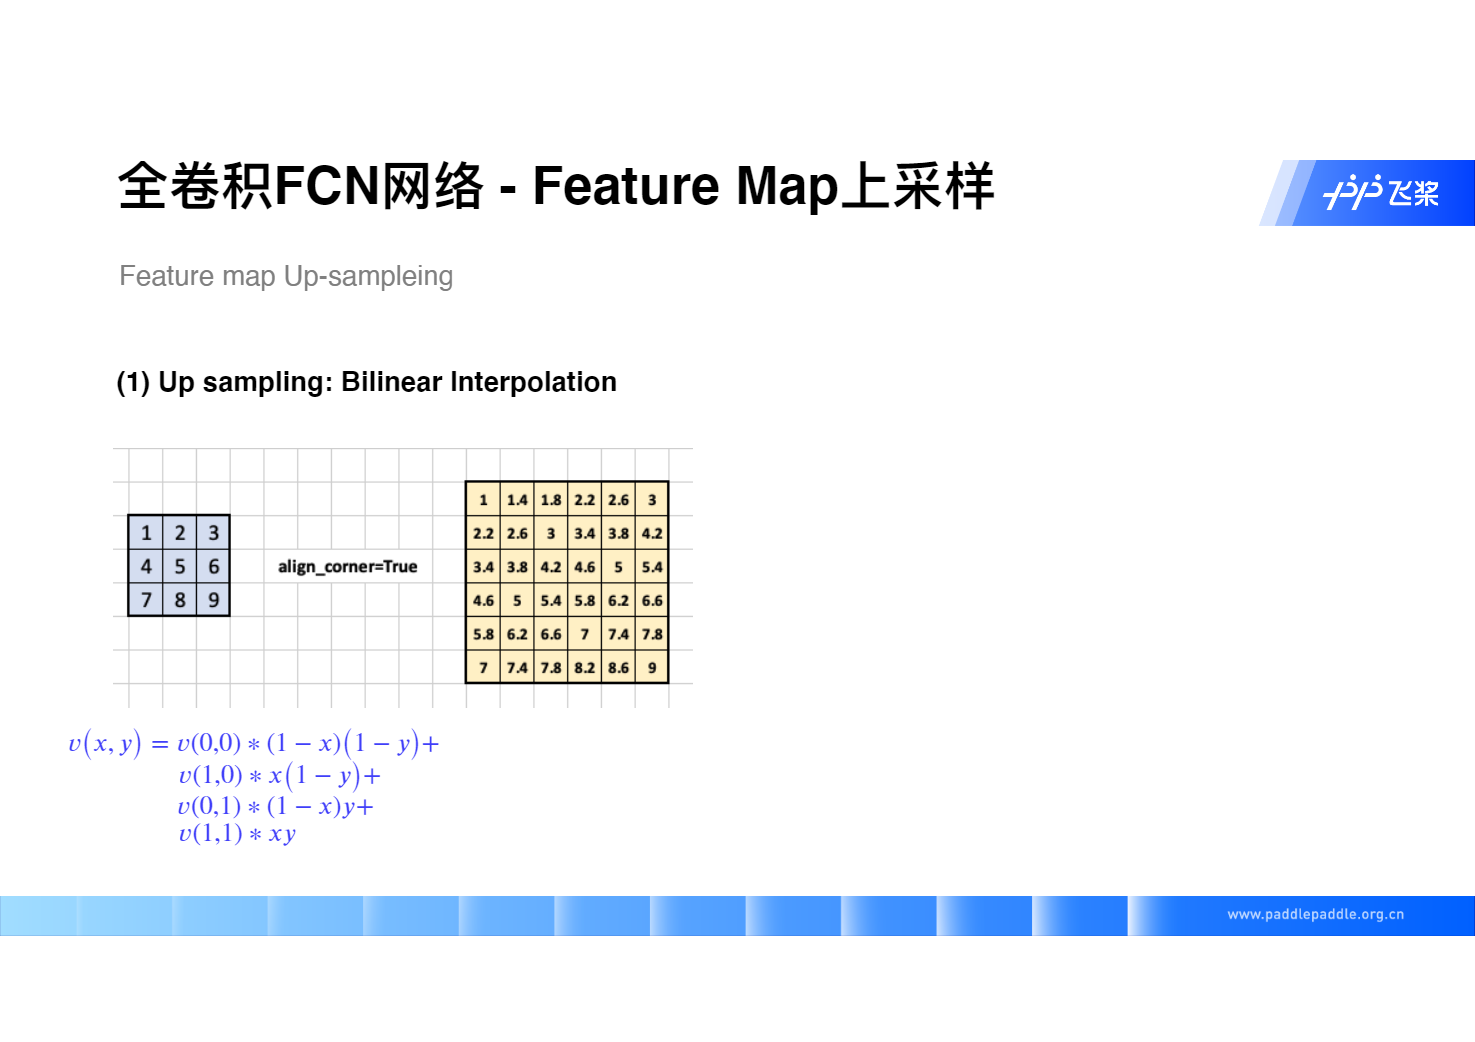 全卷积FCN网络 - Feature Map上采样
飞桨
Feature map Up-sampleing
(1) Up sampling: Bilinear Interpolation
1 2 3
4 5 6
7 8 9
align_corner=True
1 1.4 1.8 2.2 2.6 3
2.2 2.6 3 3.4 3.8 4.2
3.4 3.8 4.2 4.6 5 5.4
4.6 5 5.4 5.8 6.2 6.6
5.8 6.2 6.6 7 7.4 7.8
7 7.4 7.8 8.2 8.6 9
v(x, y) = v(0,0) * (1 − x)(1 − y)+
v(1,0) * x(1 − y)+
v(0,1) * (1 − x)y+
v(1,1) * xy
www.paddlepaddle.org.cn